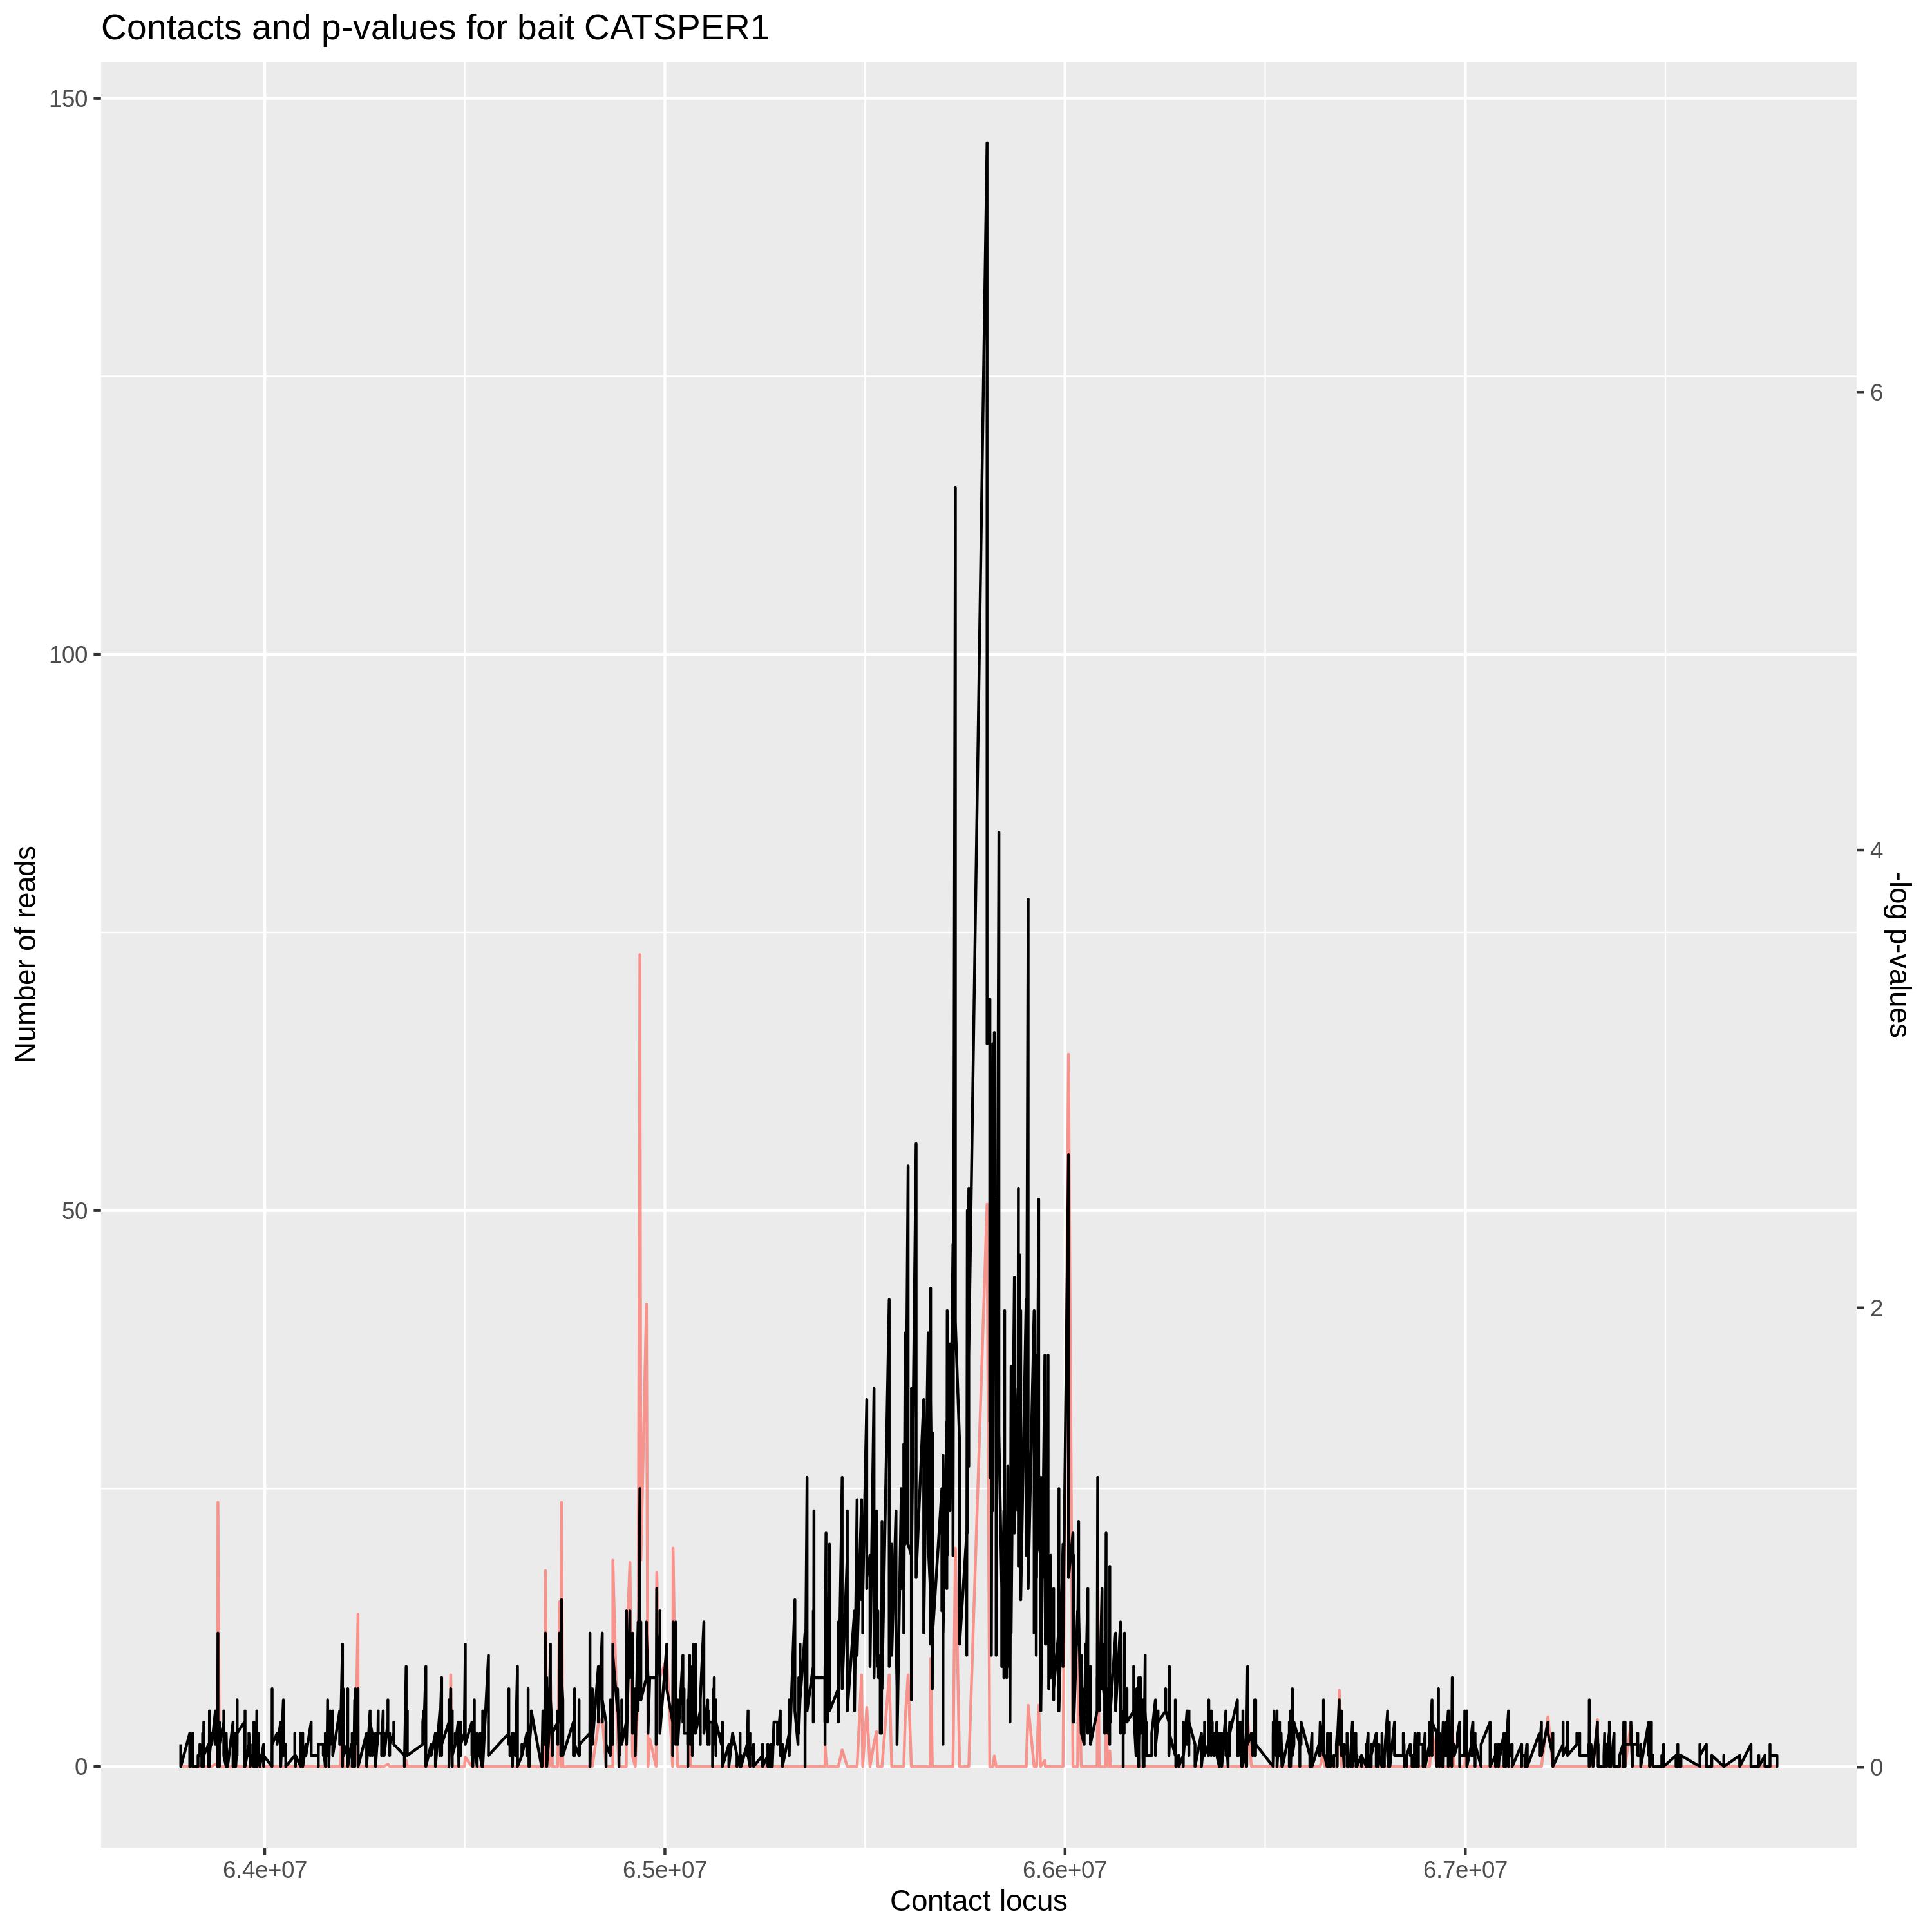 Contacts and p-values for bait CATSPER1
150
100
50
0
Number of reads
6
4
2
0
-log p-values
6.4e+07
6.5e+07
6.6e+07
6.7e+07
Contact locus